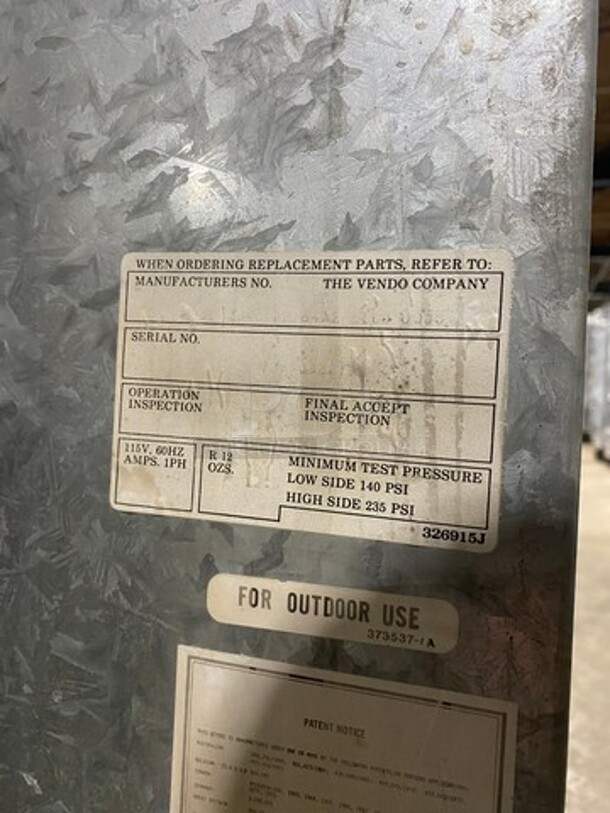 WHEN ORDERING REPLACEMENT PARTS, REFER TO:
MANUFACTURERS NO. THE VENDO COMPANY
SERIAL NO.
OPERATION INSPECTION
FINAL ACCEPT INSPECTION
115V, 60HZ
AMPS. 1PH
R 12
OZS.
MINIMUM TEST PRESSURE
LOW SIDE 140 PSI
HIGH SIDE 235 PSI
326915J
FOR OUTDOOR USE
373537-1A
PATENT NOTICE